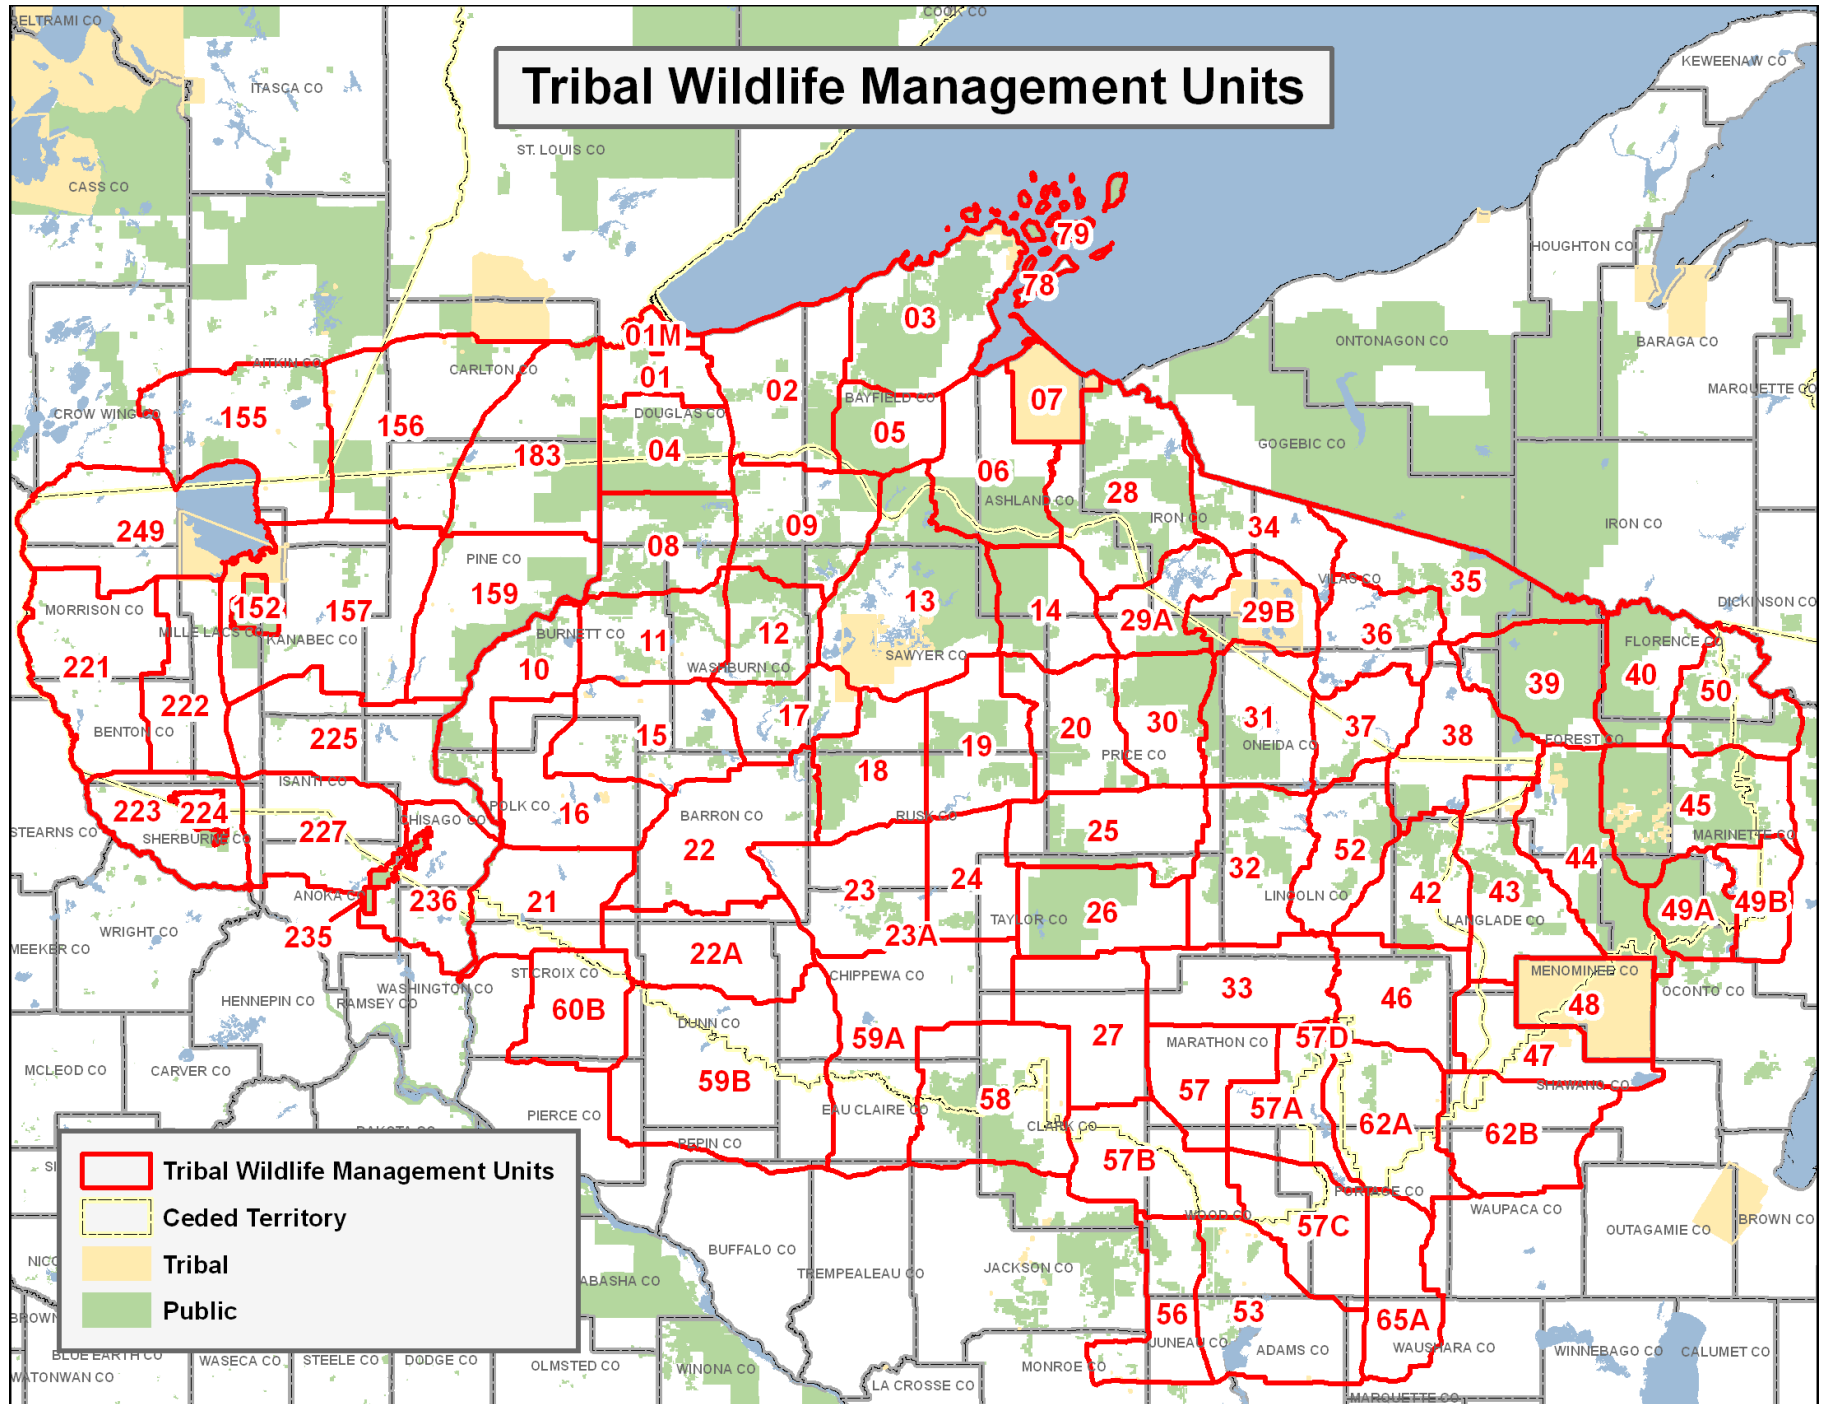 BELTRAMI CO
COOK CO
KEWEENAW CO
ITASCA CO
Tribal Wildlife Management Units
ST. LOUIS CO
CASS CO
79
HOUGHTON CO
78
03
01M
ONTONAGON CO
BARAGA CO
AITKIN CO
CARLTON CO
01
02
BAYFIELD CO
07
MARQUETTE CO
CROW WING CO
155
156
DOUGLAS CO
05
GOGEBIC CO
183
04
06
28
ASHLAND CO
249
09
IRON CO
34
IRON CO
08
PINE CO
35
VILAS CO
MORRISON CO
152
157
159
13
14
29A
29B
DICKINSON CO
MILLE LACS CO
KANABEC CO
BURNETT CO
11
12
36
FLORENCE CO
221
10
WASHBURN CO
SAWYER CO
39
40
50
222
17
31
37
BENTON CO
225
15
19
20
30
38
FOREST CO
ONEIDA CO
PRICE CO
ISANTI CO
18
223
224
POLK CO
16
BARRON CO
RUSK CO
45
STEARNS CO
SHERBURNE CO
227
CHISAGO CO
25
MARINETTE CO
22
52
44
ANOKA CO
236
21
23
24
32
LINCOLN CO
42
43
49A
49B
WRIGHT CO
235
TAYLOR CO
26
LANGLADE CO
MEEKER CO
23A
22A
ST CROIX CO
CHIPPEWA CO
MENOMINEE CO
WASHINGTON CO
HENNEPIN CO
RAMSEY CO
33
46
48
OCONTO CO
60B
DUNN CO
59A
27
MARATHON CO
57D
47
MCLEOD CO
CARVER CO
59B
57
SHAWANO CO
58
57A
PIERCE CO
EAU CLAIRE CO
CLARK CO
62A
62B
DAKOTA CO
PEPIN CO
57B
Tribal Wildlife Management Units
PORTAGE CO
Ceded Territory
WOOD CO
57C
WAUPACA CO
OUTAGAMIE CO
BROWN CO
BUFFALO CO
TREMPEALEAU CO
JACKSON CO
Tribal
ABASHA CO
Public
56
53
65A
BROWN
JUNEAU CO
ADAMS CO
WAUSHARA CO
WINNEBAGO CO
CALUMET CO
BLUE EARTH CO
WASECA CO
STEELE CO
DODGE CO
OLMSTED CO
WINONA CO
MONROE CO
WATONWAN CO
LA CROSSE CO
MARQUETTE CO